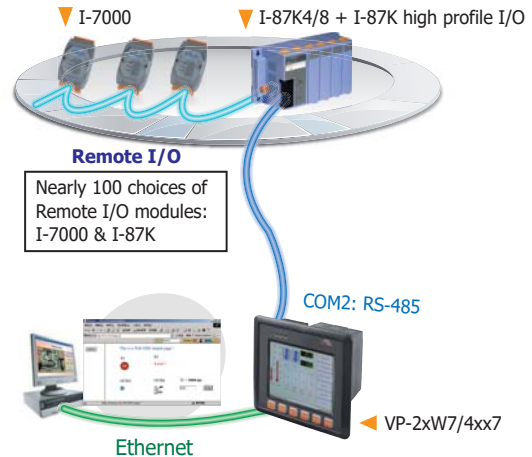 I-7000
I-87K4/8 + I-87K high profile I/O
Remote I/O
Nearly 100 choices of
Remote I/O modules:
I-7000 & I-87K
COM2: RS-485
VP-2xW7/4xx7
Ethernet